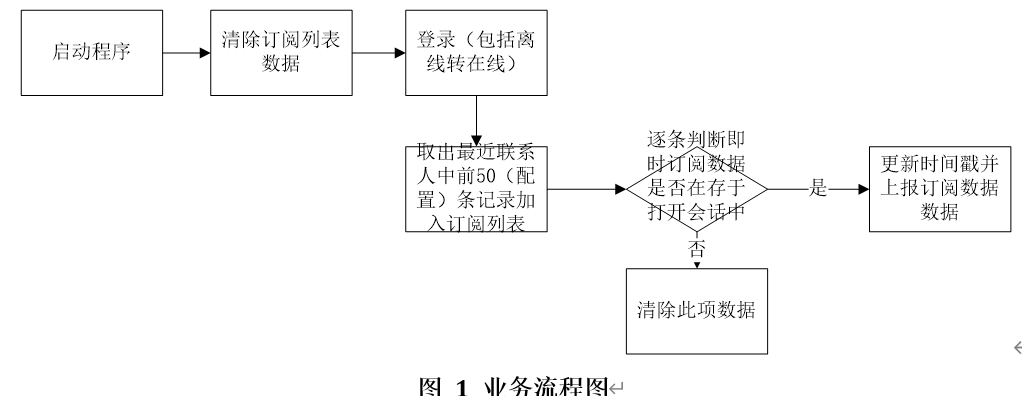 启动程序
清除订阅列表
数据
登录（包括离
线转在线）
取出最近联系
人中前50（配
置）条记录加
入订阅列表
逐条判断即
时订阅数据
是否在存于
打开会话中
是
更新时间戳并
上报订阅数据
数据
否
清除此项数据
图 1 业务流程图